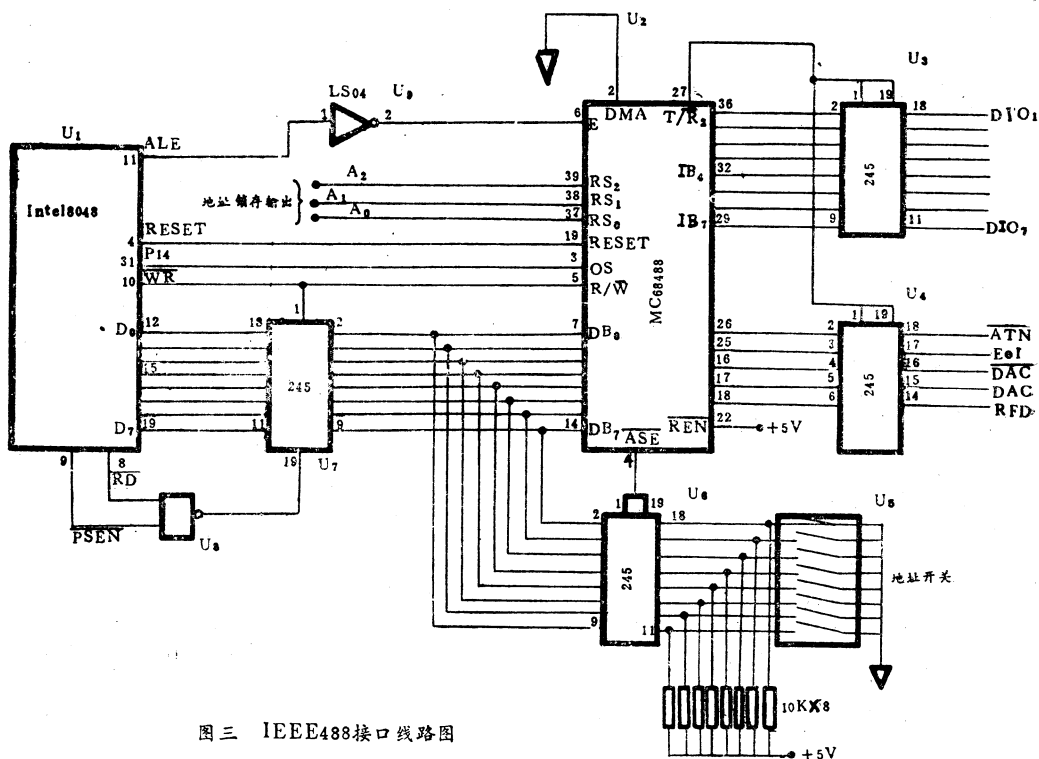 U2
U3
LS04
U9
2
27
1
19
1
2
6
E
DMA
T/R2
36
2
18
DIO1
U1
ALE
11
Intel8048
A2
A1
A0
地址锁存输出
39
38
37
RS2
RS1
RS0
IB4
32
245
IB7
29
9
11
DIO7
RESET
4
19
RESET
P14
31
3
OS
WR
10
5
R/W
MC68488
1
U4
1
19
D0
12
18
2
7
DB0
26
2
18
ATN
25
3
17
EOI
15
245
16
4
16
DAC
17
5
245
15
DAC
18
6
14
RFD
D7
19
11
9
14
DB7
ASE
REN
22
+5V
9
8
19
U7
4
RD
PSEN
U8
1
19
U6
U5
2
18
245
地址开关
9
11
10K×8
+5V
图三 IEEE488接口线路图